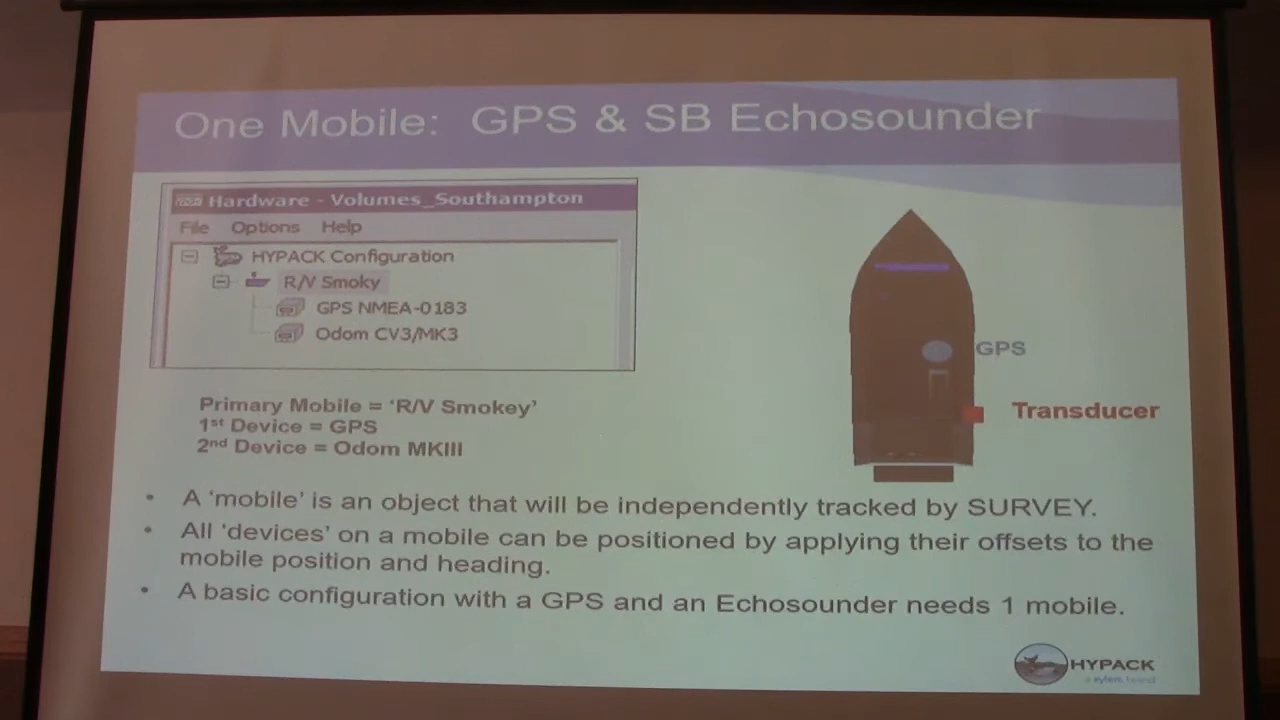 One Mobile: GPS & SB Echosounder
Hardware - Volumes_Southampton
File Options Help
HYPACK Configuration
R/V Smoky
GPS NMEA-0183
Odom CV3/MK3
GPS
Transducer
Primary Mobile = ‘R/V Smokey’
1st Device = GPS
2nd Device = Odom MKIII
• A ‘mobile’ is an object that will be independently tracked by SURVEY.
• All ‘devices’ on a mobile can be positioned by applying their offsets to the
mobile position and heading.
• A basic configuration with a GPS and an Echosounder needs 1 mobile.
HYPACK
a xylem brand